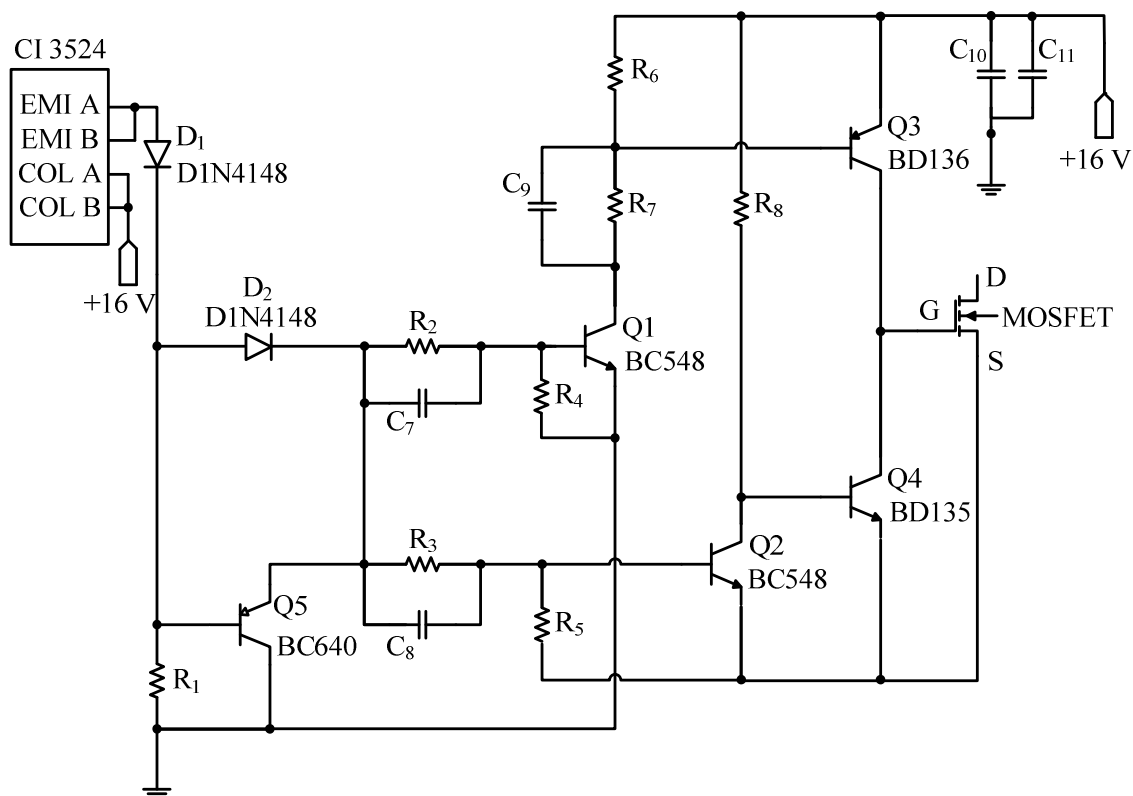 CI 3524
EMI A
EMI B
COL A
COL B
+16 V
D1
D1N4148
D2
D1N4148
R2
C7
R4
Q1
BC548
R6
C9
R7
R8
C10
C11
+16 V
Q3
BD136
D
G
MOSFET
S
Q4
BD135
R3
C8
R5
Q2
BC548
Q5
BC640
R1